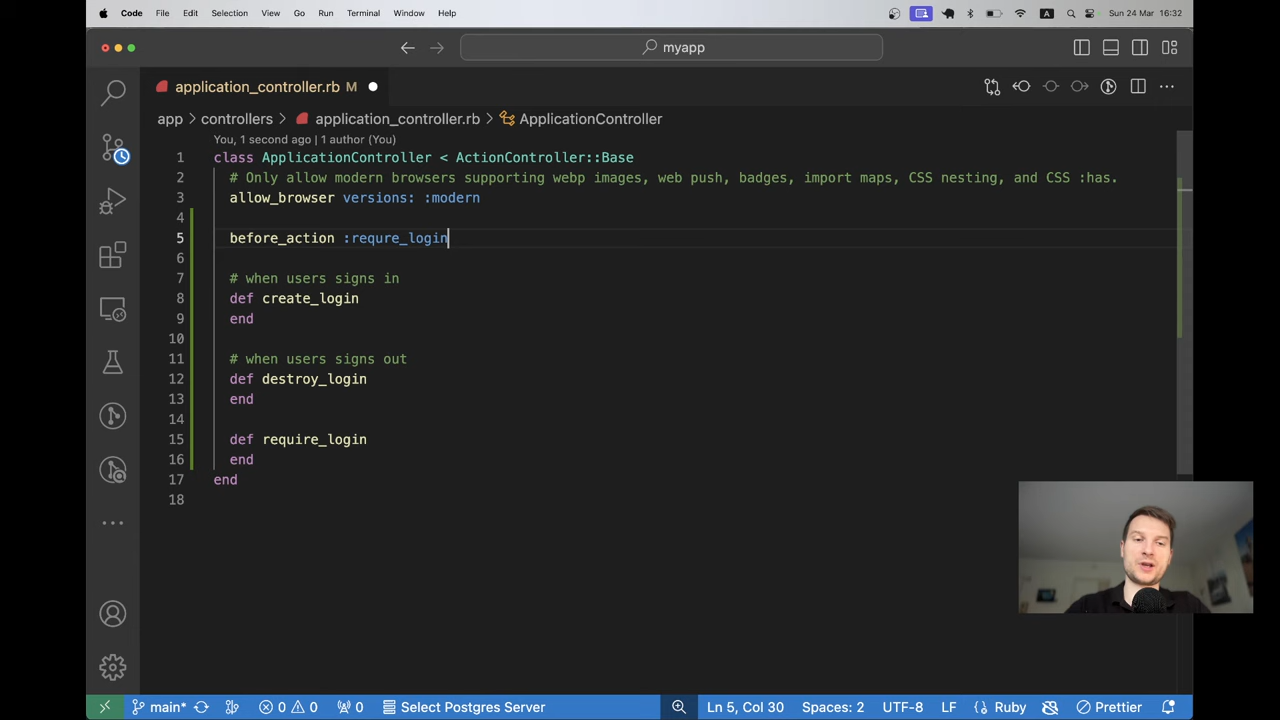 Code File Edit Selection View Go Run Terminal Window Help A Sun 24 Mar 16:32
myapp
application_controller.rb M
app > controllers > application_controller.rb > ApplicationController
You, 1 second ago | 1 author (You)
1 class ApplicationController < ActionController::Base
2 # Only allow modern browsers supporting webp images, web push, badges, import maps, CSS nesting, and CSS :has.
3 allow_browser versions: :modern
4
5 before_action :requre_login
6
7 # when users signs in
8 def create_login
9 end
10
11 # when users signs out
12 def destroy_login
13 end
14
15 def require_login
16 end
17 end
18
main* 0 0 0 Select Postgres Server Ln 5, Col 30 Spaces: 2 UTF-8 LF Ruby Prettier